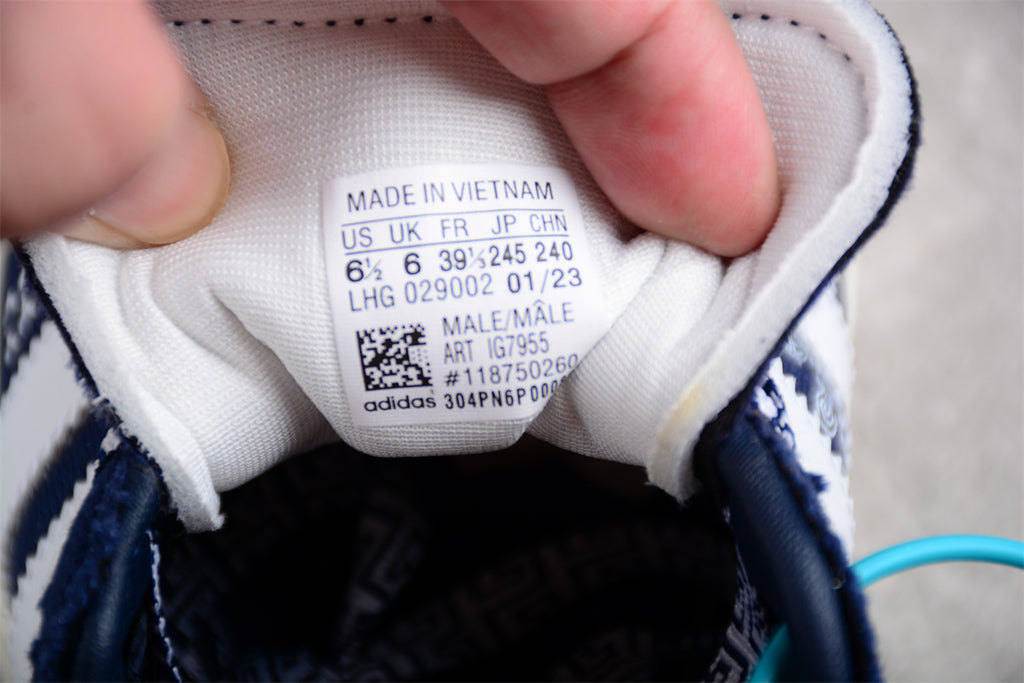 MADE IN VIETNAM
US UK FR JP CHN
6½ 6 39⅓ 245 240
LHG 029002 01/23
MALE/MÂLE
ART IG7955
#118750260
adidas 304PN6P000